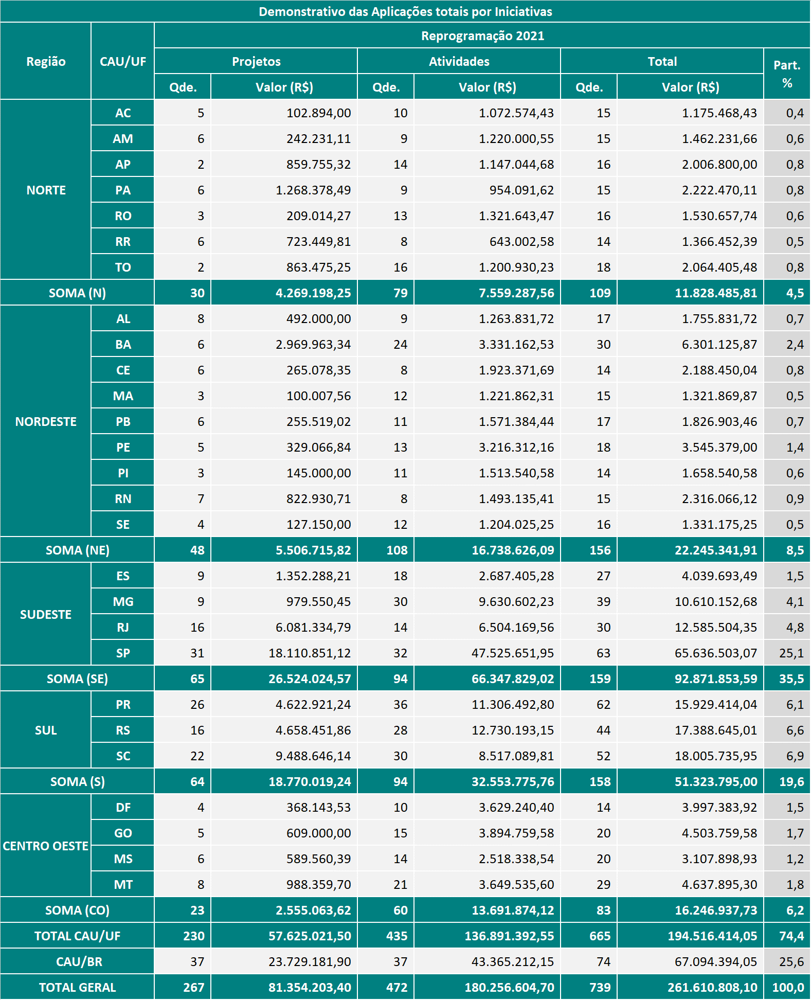 Demonstrativo das Aplicações totais por Iniciativas
Região CAU/UF Reprogramação 2021
Projetos Atividades Total Part. %
Qde. Valor (R$) Qde. Valor (R$) Qde. Valor (R$)
NORTE
AC 5 102.894,00 10 1.072.574,43 15 1.175.468,43 0,4
AM 6 242.231,11 9 1.220.000,55 15 1.462.231,66 0,6
AP 2 859.755,32 14 1.147.044,68 16 2.006.800,00 0,8
PA 6 1.268.378,49 9 954.091,62 15 2.222.470,11 0,8
RO 3 209.014,27 13 1.321.643,47 16 1.530.657,74 0,6
RR 6 723.449,81 8 643.002,58 14 1.366.452,39 0,5
TO 2 863.475,25 16 1.200.930,23 18 2.064.405,48 0,8
SOMA (N) 30 4.269.198,25 79 7.559.287,56 109 11.828.485,81 4,5
NORDESTE
AL 8 492.000,00 9 1.263.831,72 17 1.755.831,72 0,7
BA 6 2.969.963,34 24 3.331.162,53 30 6.301.125,87 2,4
CE 6 265.078,35 8 1.923.371,69 14 2.188.450,04 0,8
MA 3 100.007,56 12 1.221.862,31 15 1.321.869,87 0,5
PB 6 255.519,02 11 1.571.384,44 17 1.826.903,46 0,7
PE 5 329.066,84 13 3.216.312,16 18 3.545.379,00 1,4
PI 3 145.000,00 11 1.513.540,58 14 1.658.540,58 0,6
RN 7 822.930,71 8 1.493.135,41 15 2.316.066,12 0,9
SE 4 127.150,00 12 1.204.025,25 16 1.331.175,25 0,5
SOMA (NE) 48 5.506.715,82 108 16.738.626,09 156 22.245.341,91 8,5
SUDESTE
ES 9 1.352.288,21 18 2.687.405,28 27 4.039.693,49 1,5
MG 9 979.550,45 30 9.630.602,23 39 10.610.152,68 4,1
RJ 16 6.081.334,79 14 6.504.169,56 30 12.585.504,35 4,8
SP 31 18.110.851,12 32 47.525.651,95 63 65.636.503,07 25,1
SOMA (SE) 65 26.524.024,57 94 66.347.829,02 159 92.871.853,59 35,5
SUL
PR 26 4.622.921,24 36 11.306.492,80 62 15.929.414,04 6,1
RS 16 4.658.451,86 28 12.730.193,15 44 17.388.645,01 6,6
SC 22 9.488.646,14 30 8.517.089,81 52 18.005.735,95 6,9
SOMA (S) 64 18.770.019,24 94 32.553.775,76 158 51.323.795,00 19,6
CENTRO OESTE
DF 4 368.143,53 10 3.629.240,40 14 3.997.383,92 1,5
GO 5 609.000,00 15 3.894.759,58 20 4.503.759,58 1,7
MS 6 589.560,39 14 2.518.338,54 20 3.107.898,93 1,2
MT 8 988.359,70 21 3.649.535,60 29 4.637.895,30 1,8
SOMA (CO) 23 2.555.063,62 60 13.691.874,12 83 16.246.937,73 6,2
TOTAL CAU/UF 230 57.625.021,50 435 136.891.392,55 665 194.516.414,05 74,4
CAU/BR 37 23.729.181,90 37 43.365.212,15 74 67.094.394,05 25,6
TOTAL GERAL 267 81.354.203,40 472 180.256.604,70 739 261.610.808,10 100,0